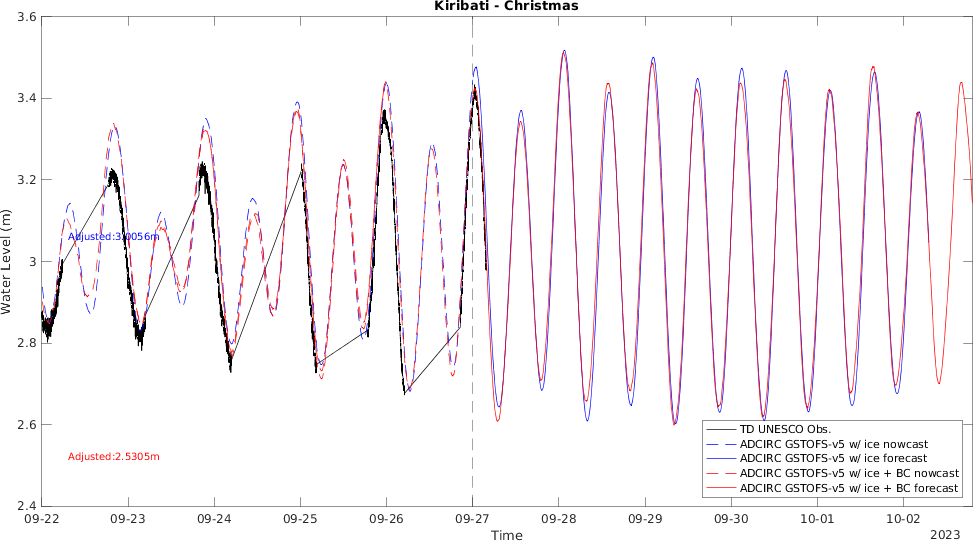 Kiribati - Christmas
3.6
3.4
3.2
3
2.8
2.6
2.4
Water Level (m)
Adjusted:3.0056m
Adjusted:2.5305m
TD UNESCO Obs.
ADCIRC GSTOFS-v5 w/ ice nowcast
ADCIRC GSTOFS-v5 w/ ice forecast
ADCIRC GSTOFS-v5 w/ ice + BC nowcast
ADCIRC GSTOFS-v5 w/ ice + BC forecast
09-22 09-23 09-24 09-25 09-26 09-27 09-28 09-29 09-30 10-01 10-02
Time
2023